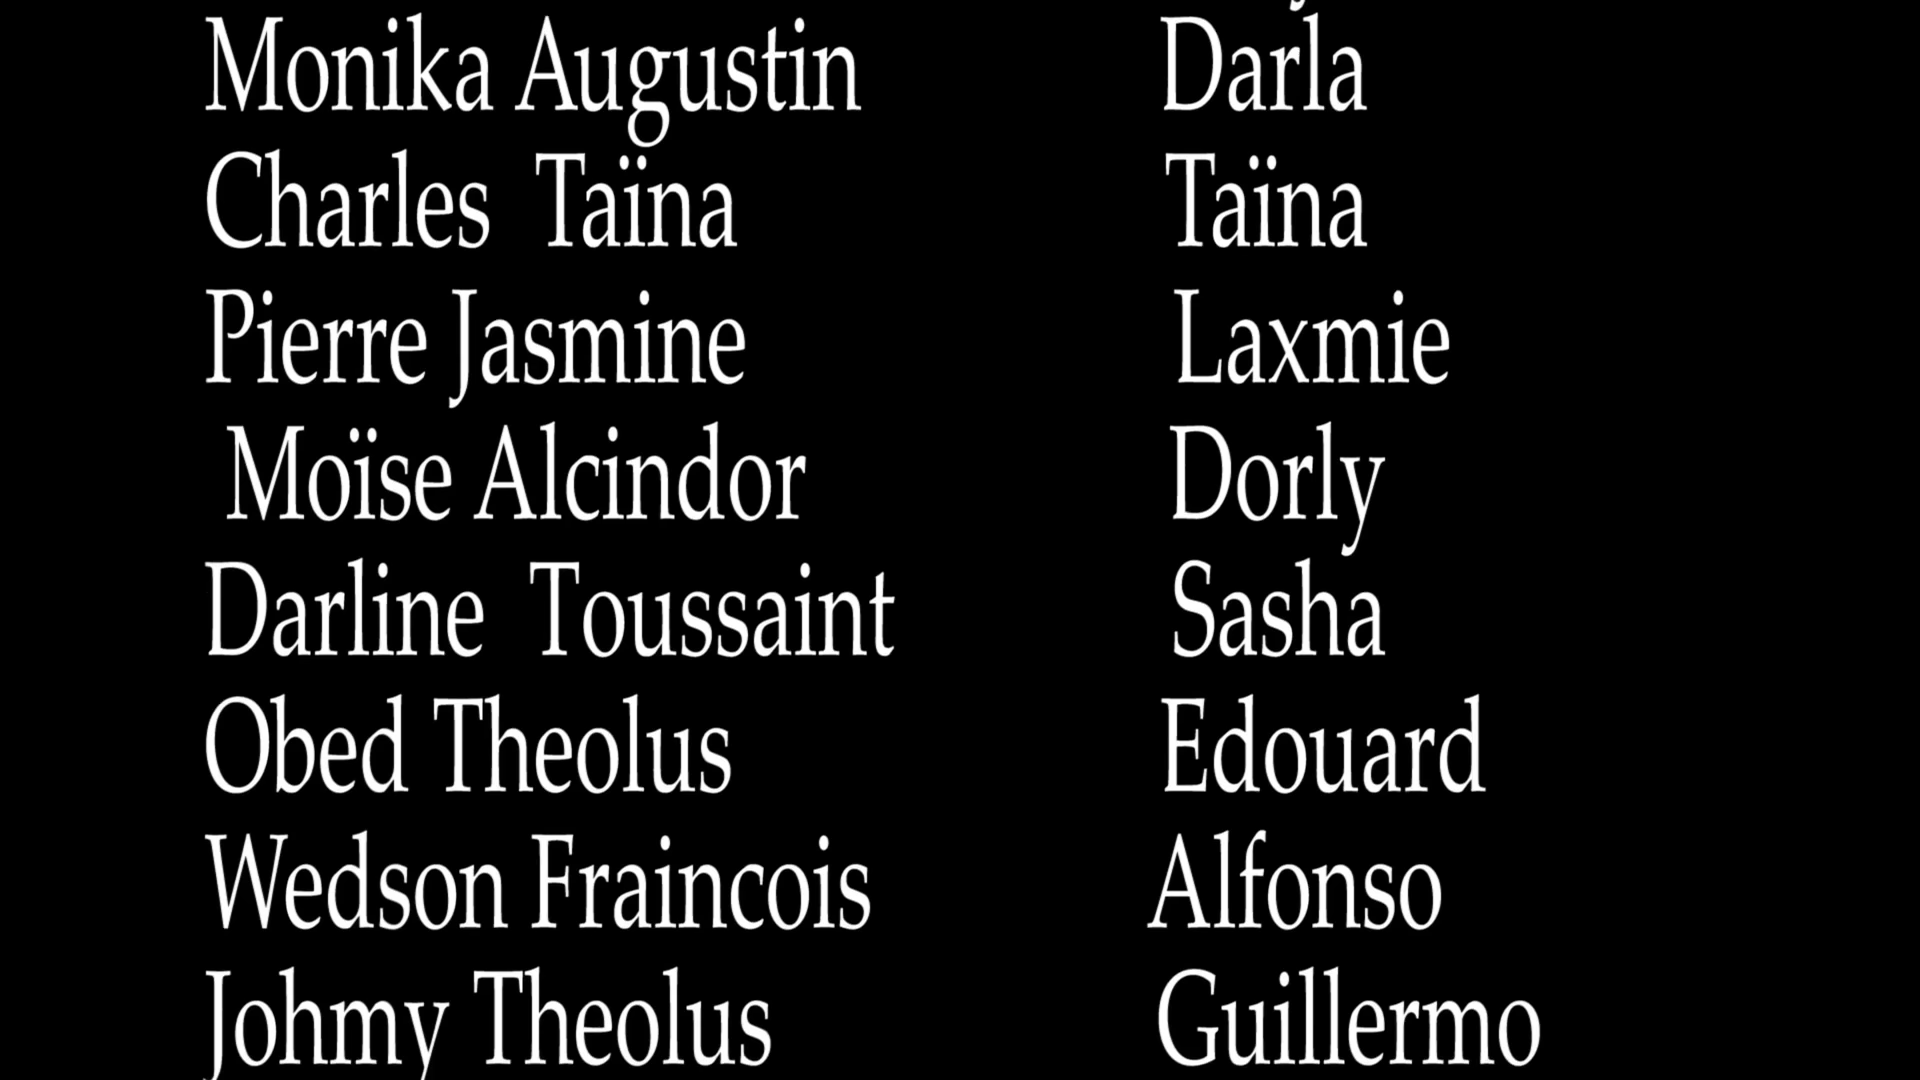 Monika Augustin Darla
Charles Taïna Taïna
Pierre Jasmine Laxmie
Moïse Alcindor Dorly
Darline Toussaint Sasha
Obed Theolus Edouard
Wedson Fraincois Alfonso
Johmy Theolus Guillermo